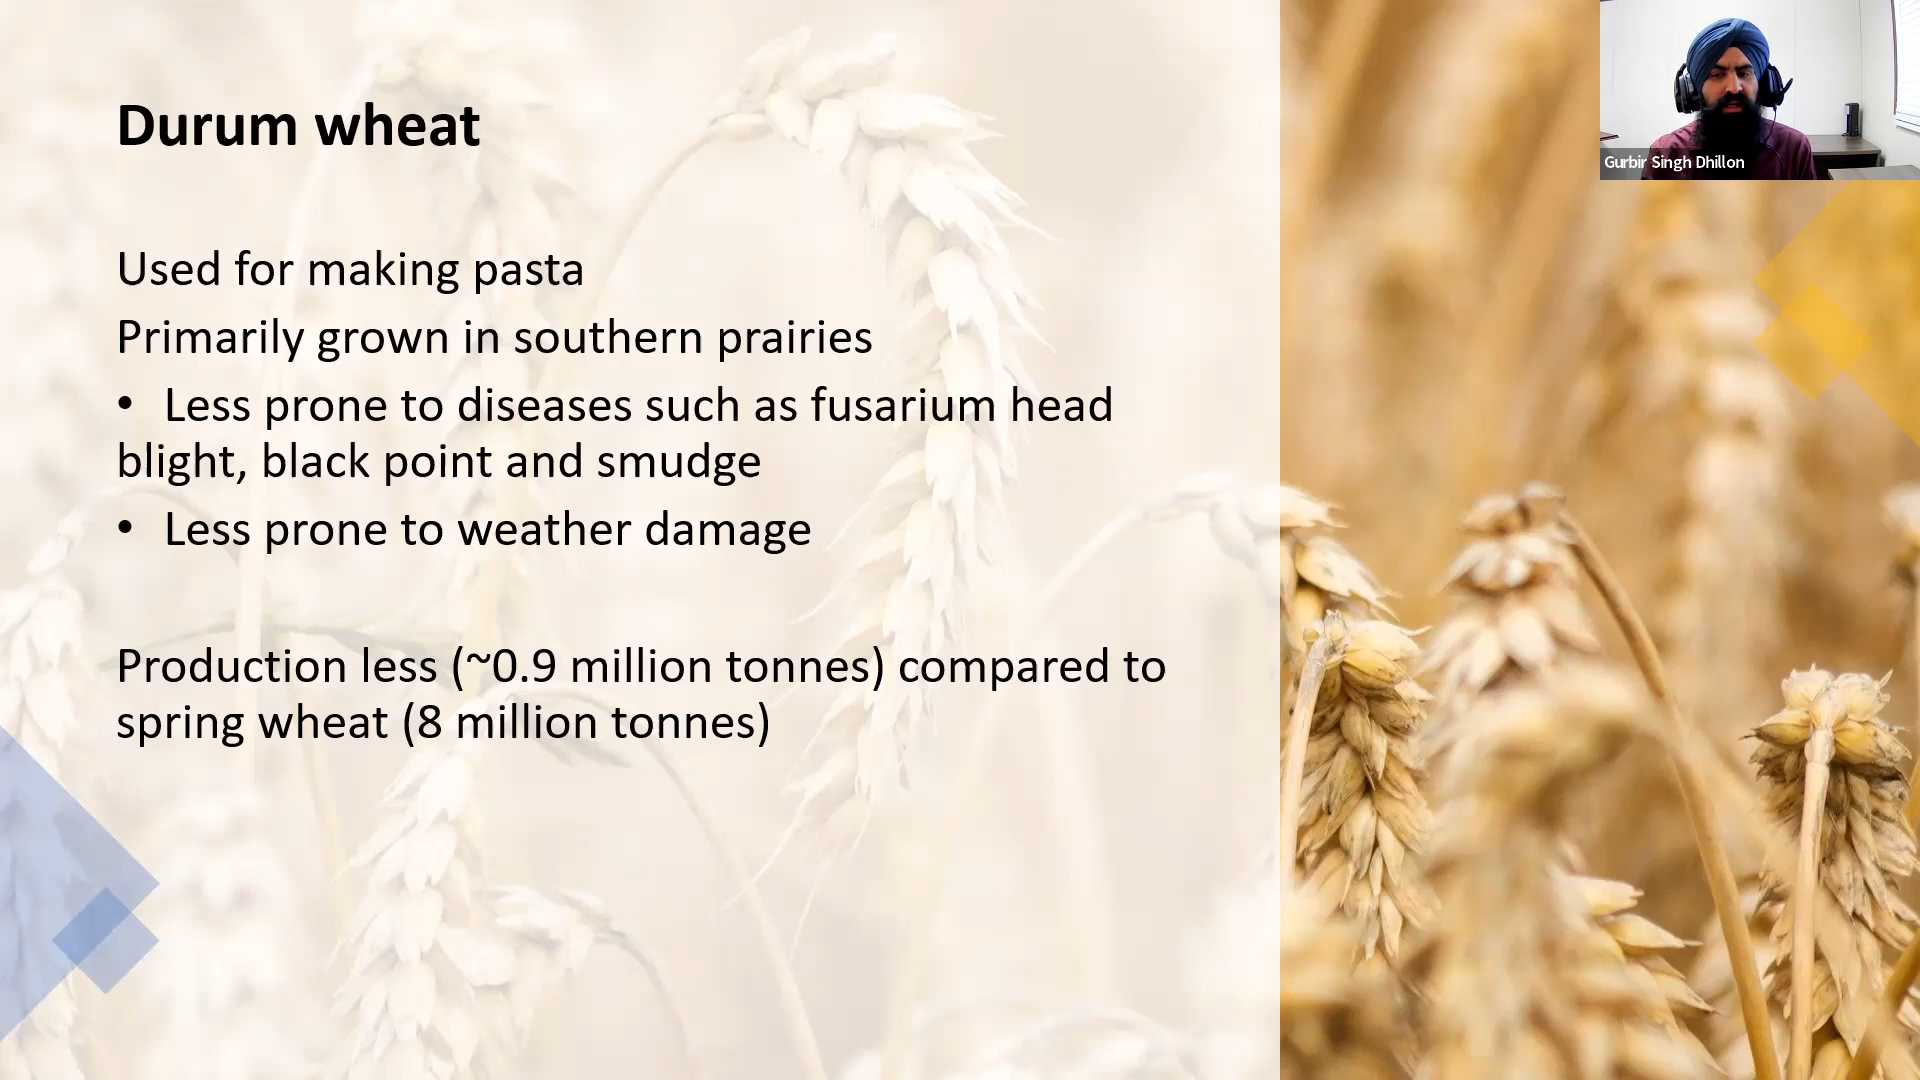 Durum wheat
Used for making pasta
Primarily grown in southern prairies
• Less prone to diseases such as fusarium head
blight, black point and smudge
• Less prone to weather damage
Production less (~0.9 million tonnes) compared to
spring wheat (8 million tonnes)
Gurbir Singh Dhillon